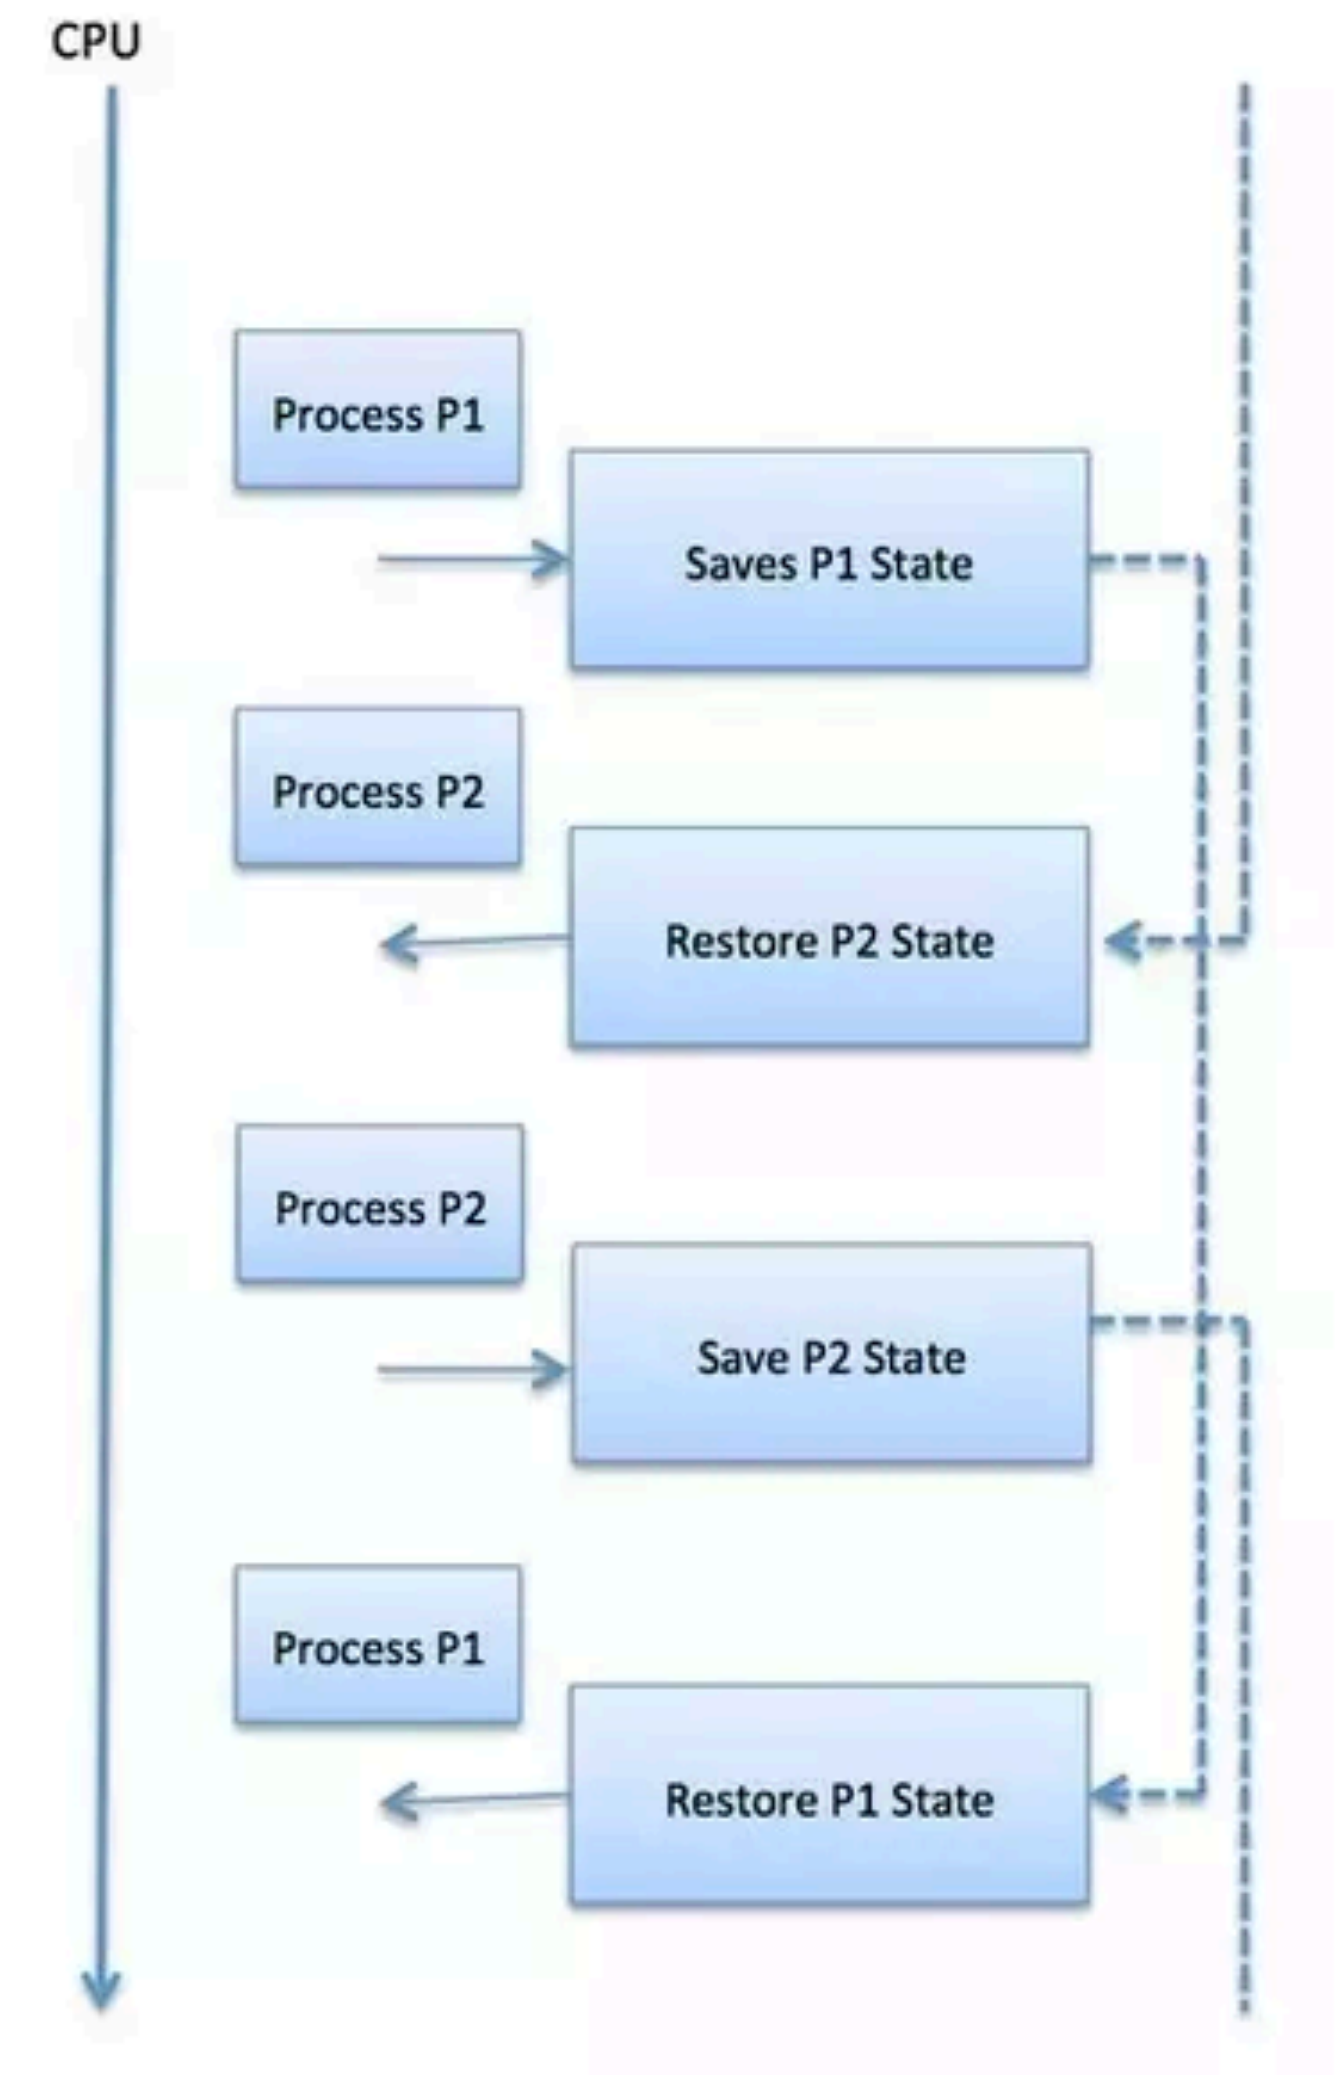 CPU
Process P1
Saves P1 State
Process P2
Restore P2 State
Process P2
Save P2 State
Process P1
Restore P1 State